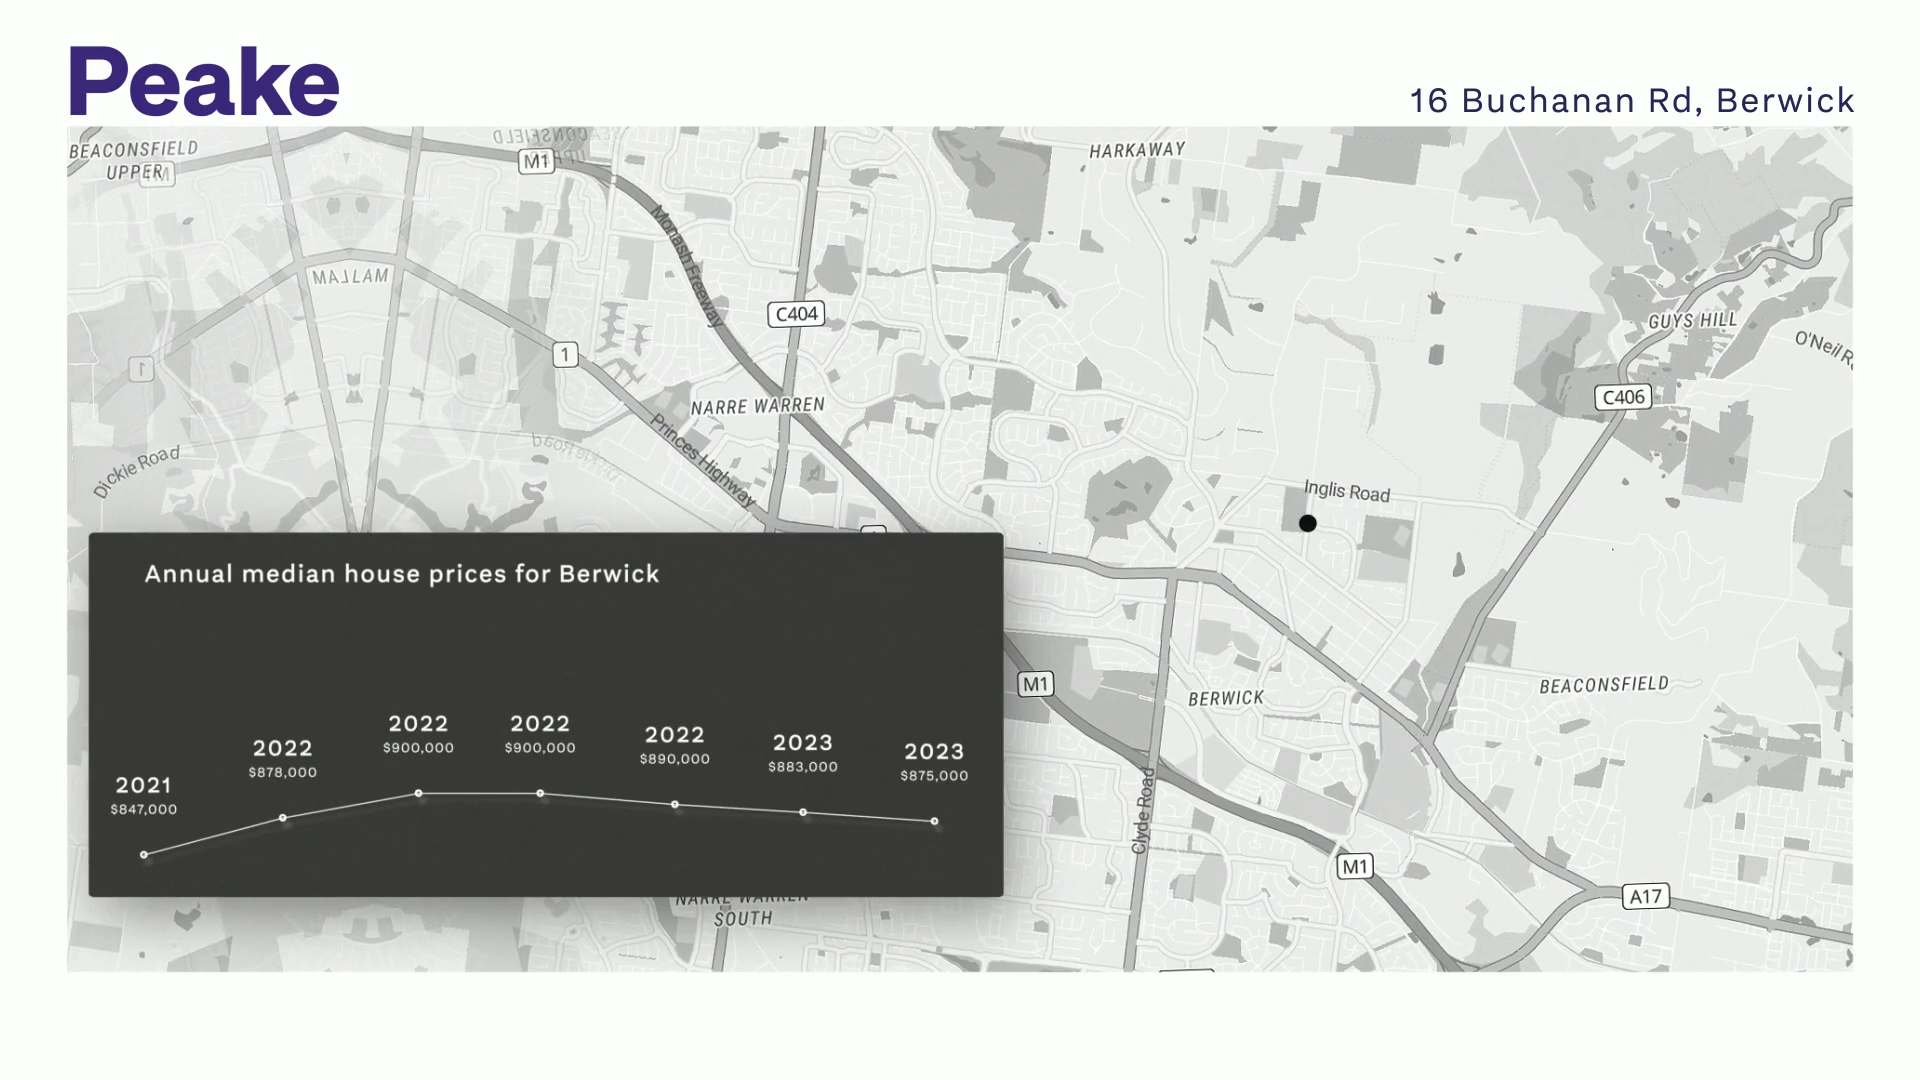 Peake
16 Buchanan Rd, Berwick
BEACONSFIELD
UPPER
M1
HARKAWAY
Monash Freeway
MALLAM
C404
GUYS HILL
O'Neil R
1
1
C406
NARRE WARREN
Princes Highway
Dickie Road
Inglis Road
Annual median house prices for Berwick
2021
$847,000
2022
$878,000
2022
$900,000
2022
$900,000
2022
$890,000
2023
$883,000
2023
$875,000
M1
BERWICK
BEACONSFIELD
Clyde Road
M1
A17
NARRE WARREN
SOUTH